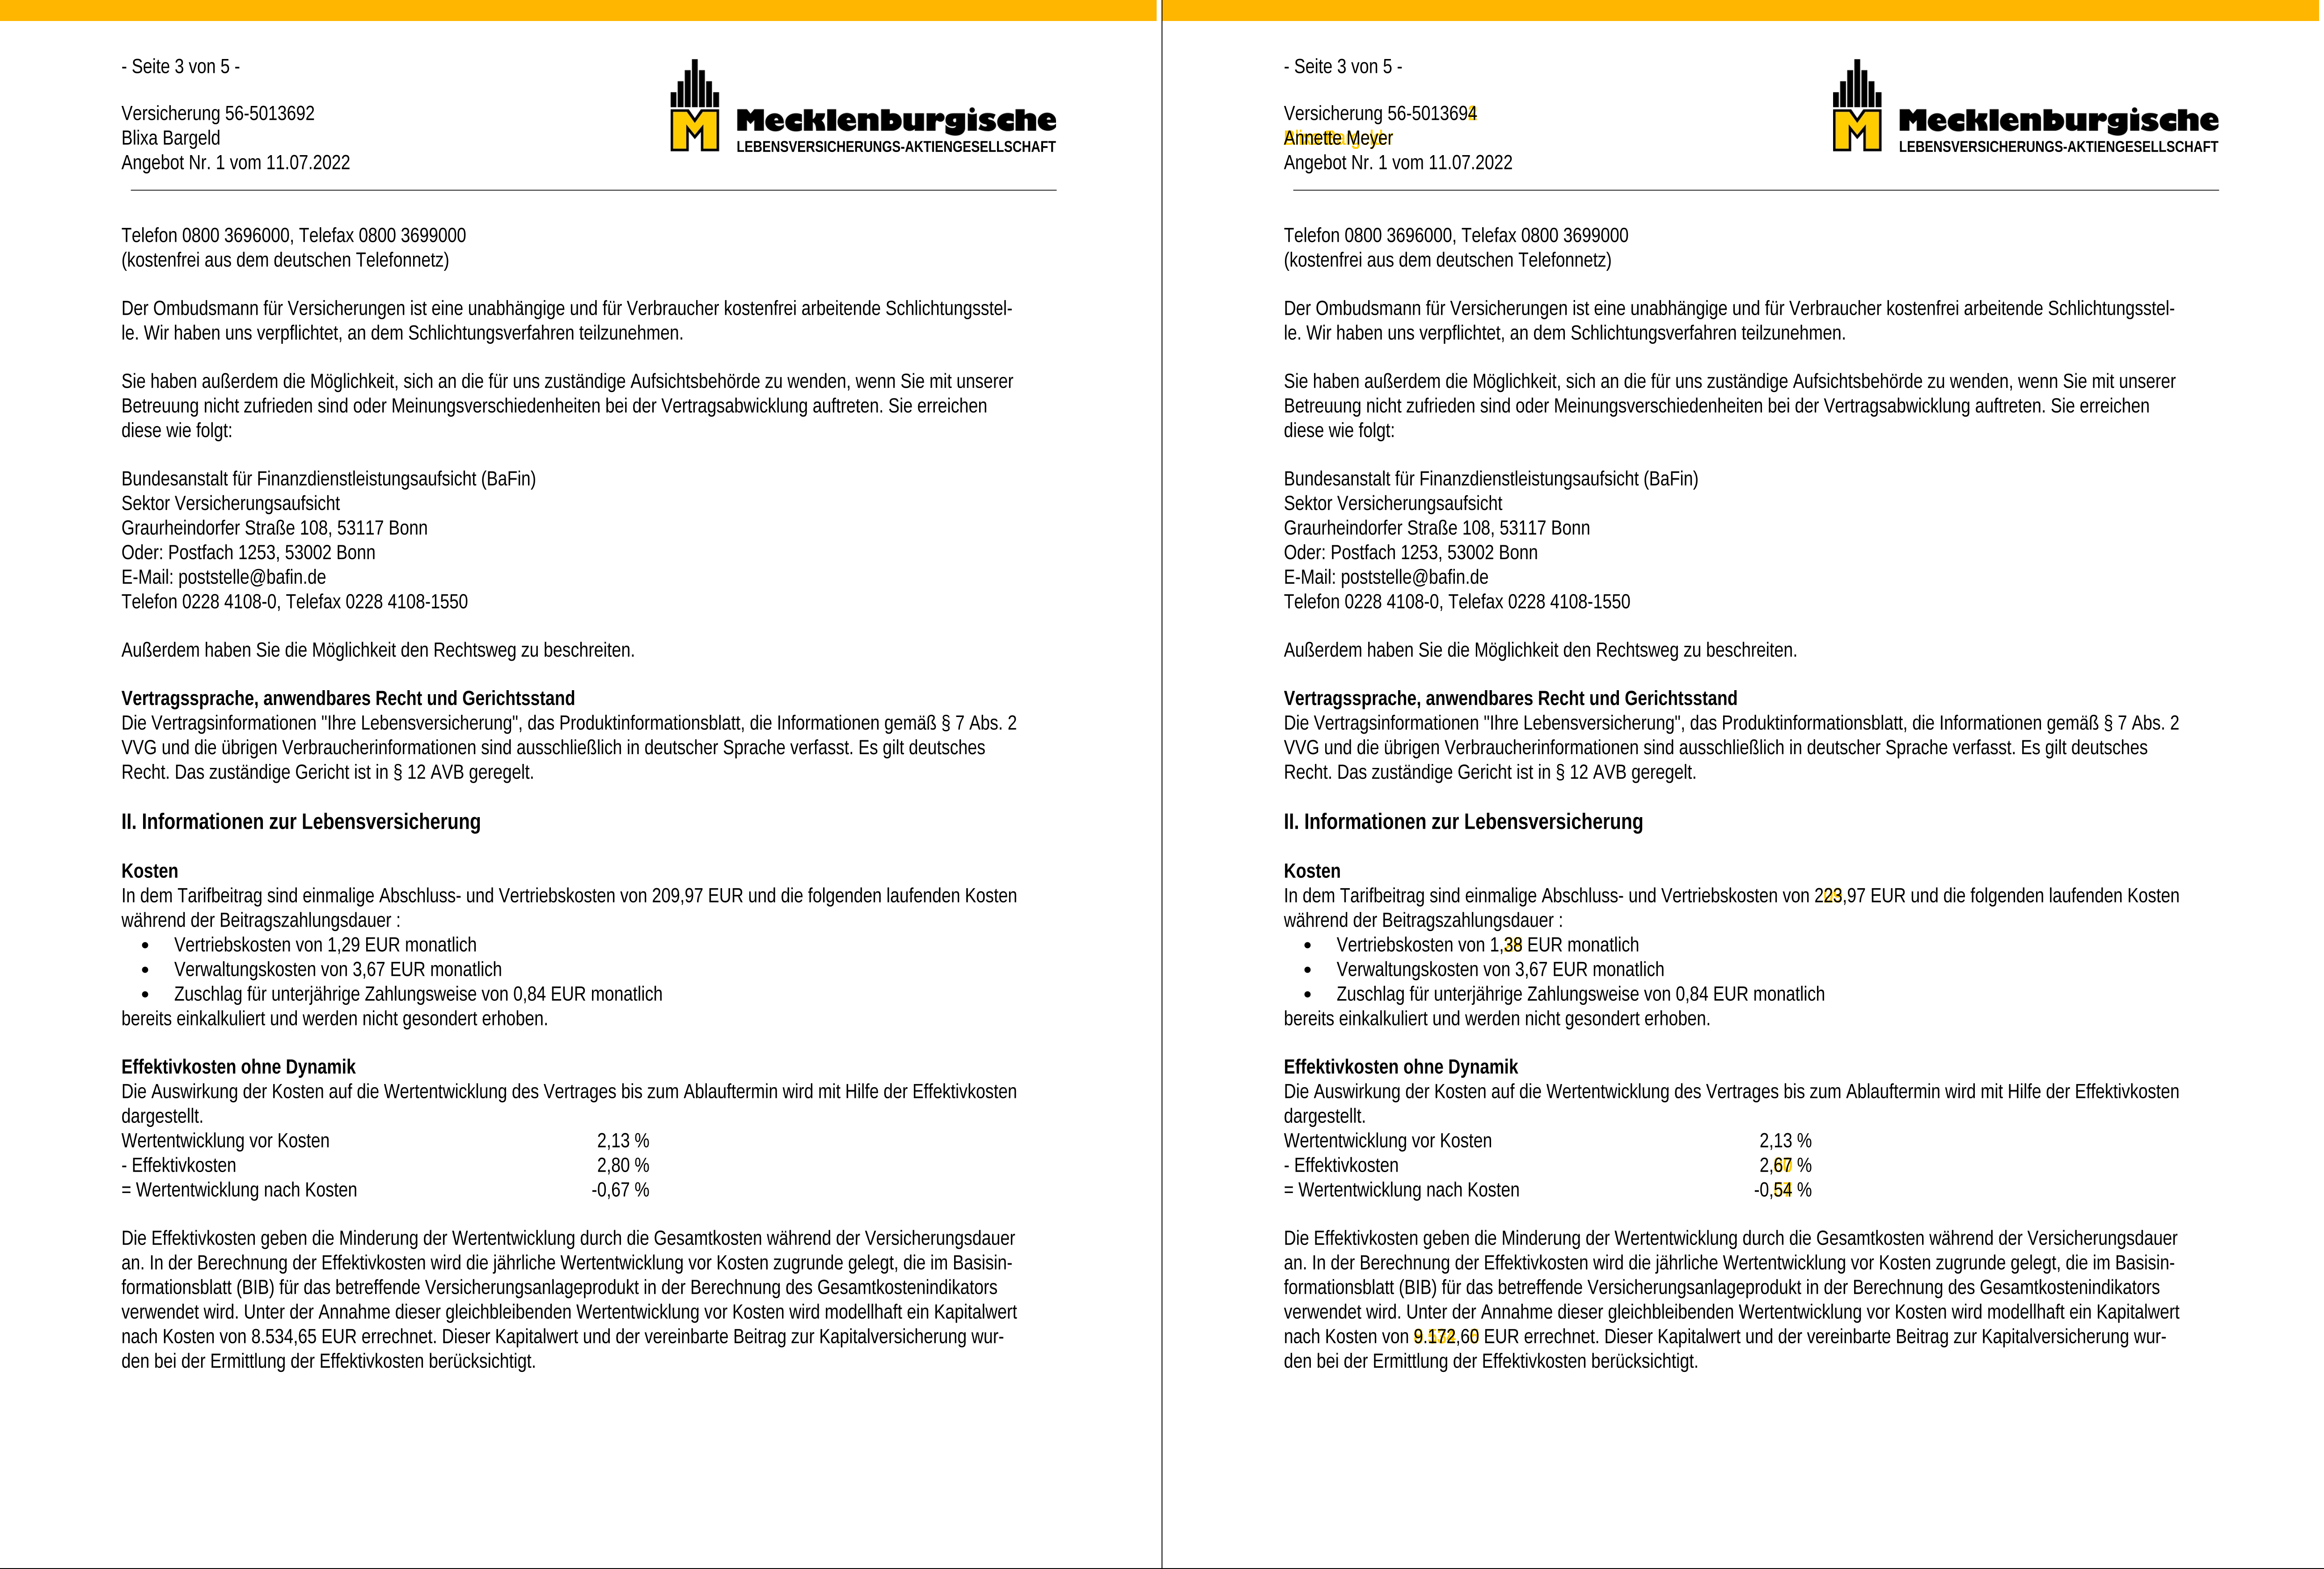 - Seite 3 von 5 -
Versicherung 56-5013692
Blixa Bargeld
Angebot Nr. 1 vom 11.07.2022
Mecklenburgische
LEBENSVERSICHERUNGS-AKTIENGESELLSCHAFT
Telefon 0800 3696000, Telefax 0800 3699000
(kostenfrei aus dem deutschen Telefonnetz)
Der Ombudsmann für Versicherungen ist eine unabhängige und für Verbraucher kostenfrei arbeitende Schlichtungsstel-
le. Wir haben uns verpflichtet, an dem Schlichtungsverfahren teilzunehmen.
Sie haben außerdem die Möglichkeit, sich an die für uns zuständige Aufsichtsbehörde zu wenden, wenn Sie mit unserer
Betreuung nicht zufrieden sind oder Meinungsverschiedenheiten bei der Vertragsabwicklung auftreten. Sie erreichen
diese wie folgt:
Bundesanstalt für Finanzdienstleistungsaufsicht (BaFin)
Sektor Versicherungsaufsicht
Graurheindorfer Straße 108, 53117 Bonn
Oder: Postfach 1253, 53002 Bonn
E-Mail: poststelle@bafin.de
Telefon 0228 4108-0, Telefax 0228 4108-1550
Außerdem haben Sie die Möglichkeit den Rechtsweg zu beschreiten.
Vertragssprache, anwendbares Recht und Gerichtsstand
Die Vertragsinformationen "Ihre Lebensversicherung", das Produktinformationsblatt, die Informationen gemäß § 7 Abs. 2
VVG und die übrigen Verbraucherinformationen sind ausschließlich in deutscher Sprache verfasst. Es gilt deutsches
Recht. Das zuständige Gericht ist in § 12 AVB geregelt.
II. Informationen zur Lebensversicherung
Kosten
In dem Tarifbeitrag sind einmalige Abschluss- und Vertriebskosten von 209,97 EUR und die folgenden laufenden Kosten
während der Beitragszahlungsdauer :
• Vertriebskosten von 1,29 EUR monatlich
• Verwaltungskosten von 3,67 EUR monatlich
• Zuschlag für unterjährige Zahlungsweise von 0,84 EUR monatlich
bereits einkalkuliert und werden nicht gesondert erhoben.
Effektivkosten ohne Dynamik
Die Auswirkung der Kosten auf die Wertentwicklung des Vertrages bis zum Ablauftermin wird mit Hilfe der Effektivkosten
dargestellt.
Wertentwicklung vor Kosten 2,13 %
- Effektivkosten 2,80 %
= Wertentwicklung nach Kosten -0,67 %
Die Effektivkosten geben die Minderung der Wertentwicklung durch die Gesamtkosten während der Versicherungsdauer
an. In der Berechnung der Effektivkosten wird die jährliche Wertentwicklung vor Kosten zugrunde gelegt, die im Basisin-
formationsblatt (BIB) für das betreffende Versicherungsanlageprodukt in der Berechnung des Gesamtkostenindikators
verwendet wird. Unter der Annahme dieser gleichbleibenden Wertentwicklung vor Kosten wird modellhaft ein Kapitalwert
nach Kosten von 8.534,65 EUR errechnet. Dieser Kapitalwert und der vereinbarte Beitrag zur Kapitalversicherung wur-
den bei der Ermittlung der Effektivkosten berücksichtigt.
- Seite 3 von 5 -
Versicherung 56-5013694
Annette Meyer
Angebot Nr. 1 vom 11.07.2022
Mecklenburgische
LEBENSVERSICHERUNGS-AKTIENGESELLSCHAFT
Telefon 0800 3696000, Telefax 0800 3699000
(kostenfrei aus dem deutschen Telefonnetz)
Der Ombudsmann für Versicherungen ist eine unabhängige und für Verbraucher kostenfrei arbeitende Schlichtungsstel-
le. Wir haben uns verpflichtet, an dem Schlichtungsverfahren teilzunehmen.
Sie haben außerdem die Möglichkeit, sich an die für uns zuständige Aufsichtsbehörde zu wenden, wenn Sie mit unserer
Betreuung nicht zufrieden sind oder Meinungsverschiedenheiten bei der Vertragsabwicklung auftreten. Sie erreichen
diese wie folgt:
Bundesanstalt für Finanzdienstleistungsaufsicht (BaFin)
Sektor Versicherungsaufsicht
Graurheindorfer Straße 108, 53117 Bonn
Oder: Postfach 1253, 53002 Bonn
E-Mail: poststelle@bafin.de
Telefon 0228 4108-0, Telefax 0228 4108-1550
Außerdem haben Sie die Möglichkeit den Rechtsweg zu beschreiten.
Vertragssprache, anwendbares Recht und Gerichtsstand
Die Vertragsinformationen "Ihre Lebensversicherung", das Produktinformationsblatt, die Informationen gemäß § 7 Abs. 2
VVG und die übrigen Verbraucherinformationen sind ausschließlich in deutscher Sprache verfasst. Es gilt deutsches
Recht. Das zuständige Gericht ist in § 12 AVB geregelt.
II. Informationen zur Lebensversicherung
Kosten
In dem Tarifbeitrag sind einmalige Abschluss- und Vertriebskosten von 223,97 EUR und die folgenden laufenden Kosten
während der Beitragszahlungsdauer :
• Vertriebskosten von 1,38 EUR monatlich
• Verwaltungskosten von 3,67 EUR monatlich
• Zuschlag für unterjährige Zahlungsweise von 0,84 EUR monatlich
bereits einkalkuliert und werden nicht gesondert erhoben.
Effektivkosten ohne Dynamik
Die Auswirkung der Kosten auf die Wertentwicklung des Vertrages bis zum Ablauftermin wird mit Hilfe der Effektivkosten
dargestellt.
Wertentwicklung vor Kosten 2,13 %
- Effektivkosten 2,67 %
= Wertentwicklung nach Kosten -0,54 %
Die Effektivkosten geben die Minderung der Wertentwicklung durch die Gesamtkosten während der Versicherungsdauer
an. In der Berechnung der Effektivkosten wird die jährliche Wertentwicklung vor Kosten zugrunde gelegt, die im Basisin-
formationsblatt (BIB) für das betreffende Versicherungsanlageprodukt in der Berechnung des Gesamtkostenindikators
verwendet wird. Unter der Annahme dieser gleichbleibenden Wertentwicklung vor Kosten wird modellhaft ein Kapitalwert
nach Kosten von 9.172,60 EUR errechnet. Dieser Kapitalwert und der vereinbarte Beitrag zur Kapitalversicherung wur-
den bei der Ermittlung der Effektivkosten berücksichtigt.